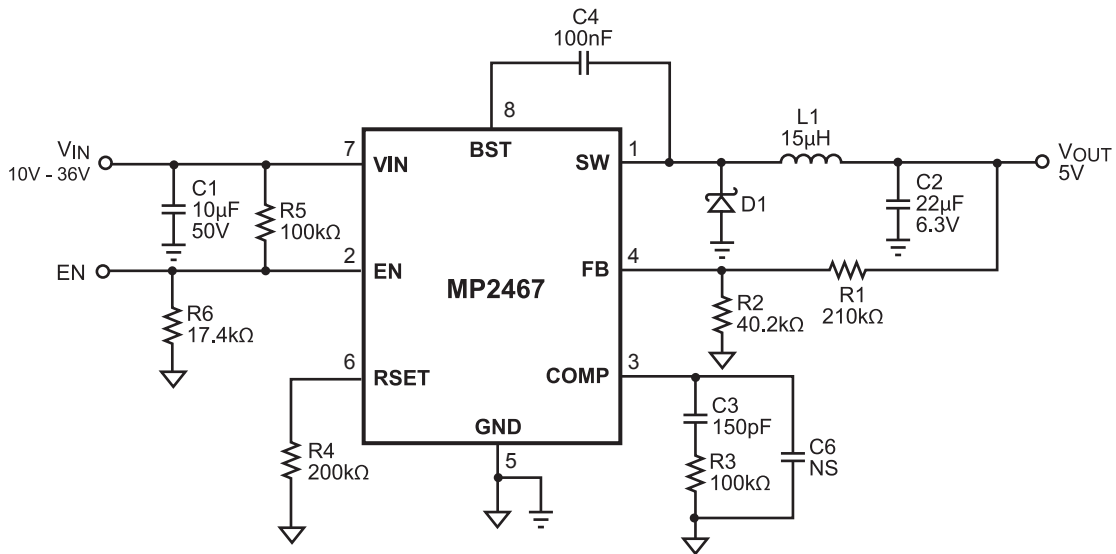 C4
100nF
8
BST
VIN
10V - 36V
7
VIN
SW
1
L1
15µH
VOUT
5V
C1
10µF
50V
R5
100kΩ
D1
C2
22µF
6.3V
EN
2
EN
MP2467
FB
4
R1
210kΩ
R2
40.2kΩ
R6
17.4kΩ
6
RSET
COMP
3
GND
5
R4
200kΩ
C3
150pF
R3
100kΩ
C6
NS